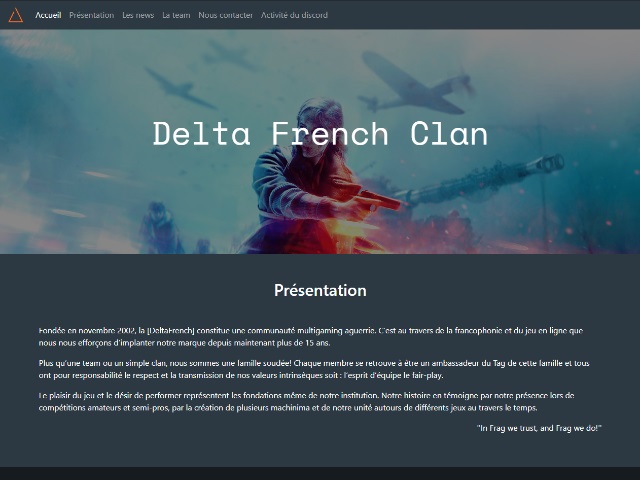 Accueil Présentation Les news La team Nous contacter Activité du discord
Delta French Clan
Présentation
Fondée en novembre 2002, la [DeltaFrench] constitue une communauté multigaming aguerrie. C'est au travers de la francophonie et du jeu en ligne que
nous nous efforçons d'implanter notre marque depuis maintenant plus de 15 ans.
Plus qu'une team ou un simple clan, nous sommes une famille soudée! Chaque membre se retrouve à être un ambassadeur du Tag de cette famille et tous
ont pour responsabilité le respect et la transmission de nos valeurs intrinsèques soit : l'esprit d'équipe le fair-play.
Le plaisir du jeu et le désir de performer représentent les fondations même de notre institution. Notre histoire en témoigne par notre présence lors de
compétitions amateurs et semi-pros, par la création de plusieurs machinima et de notre unité autours de différents jeux au travers le temps.
"In Frag we trust, and Frag we do!"